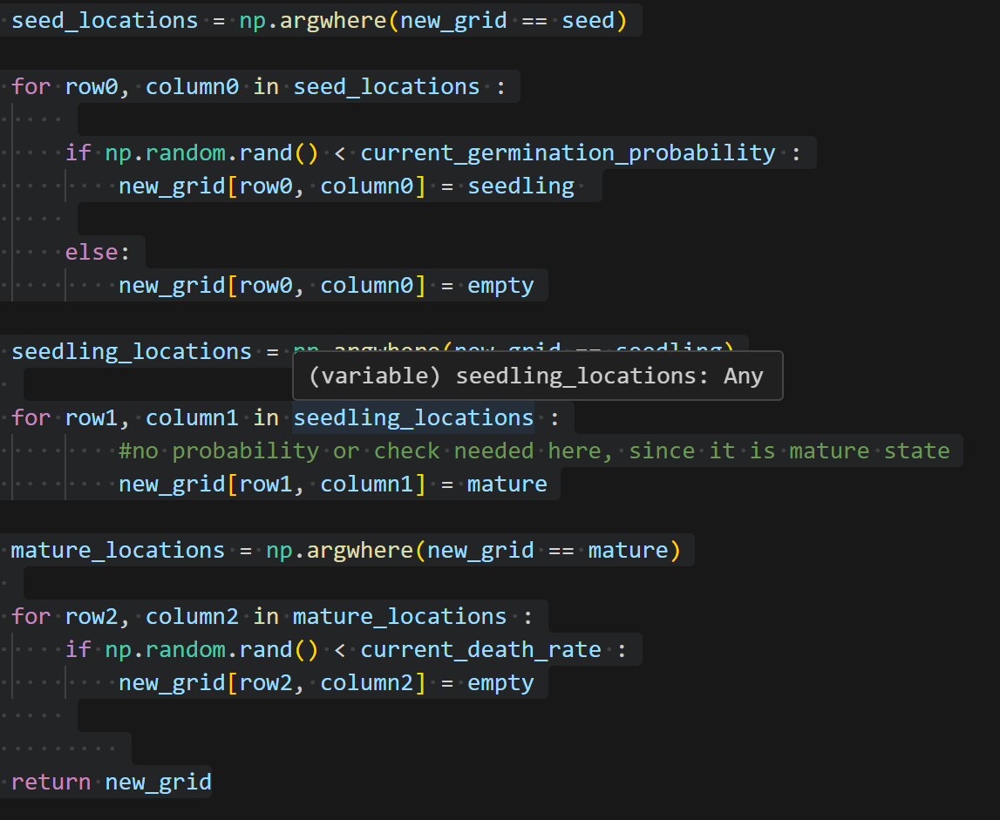 seed_locations = np.argwhere(new_grid == seed)
for row0, column0 in seed_locations :
if np.random.rand() < current_germination_probability :
new_grid[row0, column0] = seedling
else:
new_grid[row0, column0] = empty
seedling_locations = np.argwhere(new_grid == seedling)
(variable) seedling_locations: Any
for row1, column1 in seedling_locations :
#no probability or check needed here, since it is mature state
new_grid[row1, column1] = mature
mature_locations = np.argwhere(new_grid == mature)
for row2, column2 in mature_locations :
if np.random.rand() < current_death_rate :
new_grid[row2, column2] = empty
return new_grid